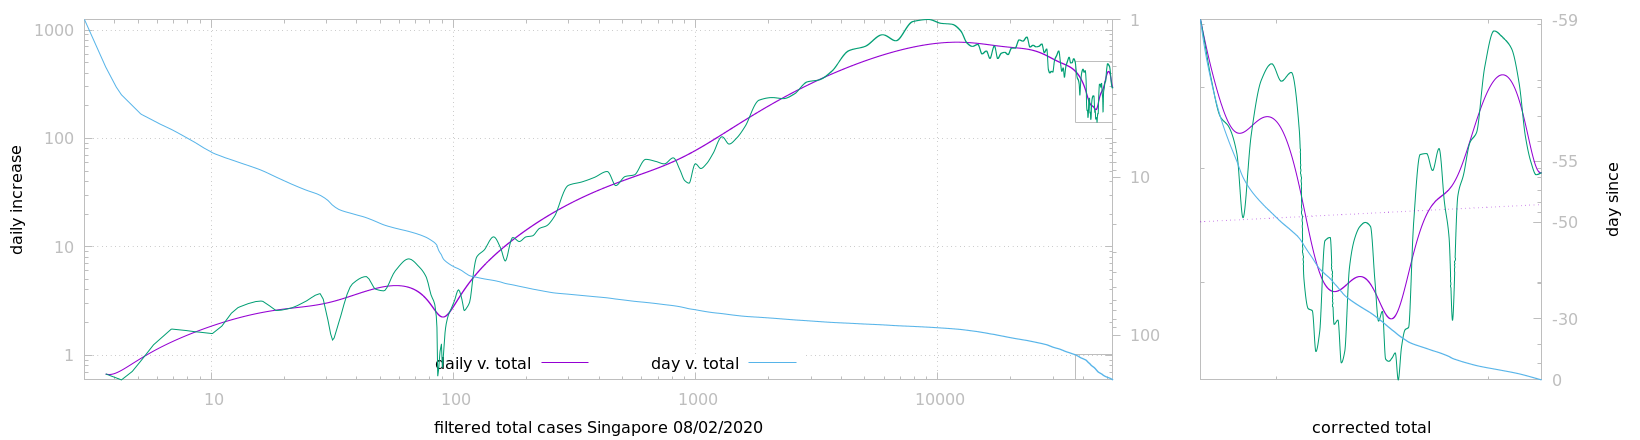 1000
100
10
1
daily increase
10
100
1000
10000
filtered total cases Singapore 08/02/2020
daily v. total
day v. total
1
10
100
-59
-55
-50
-30
0
day since
corrected total